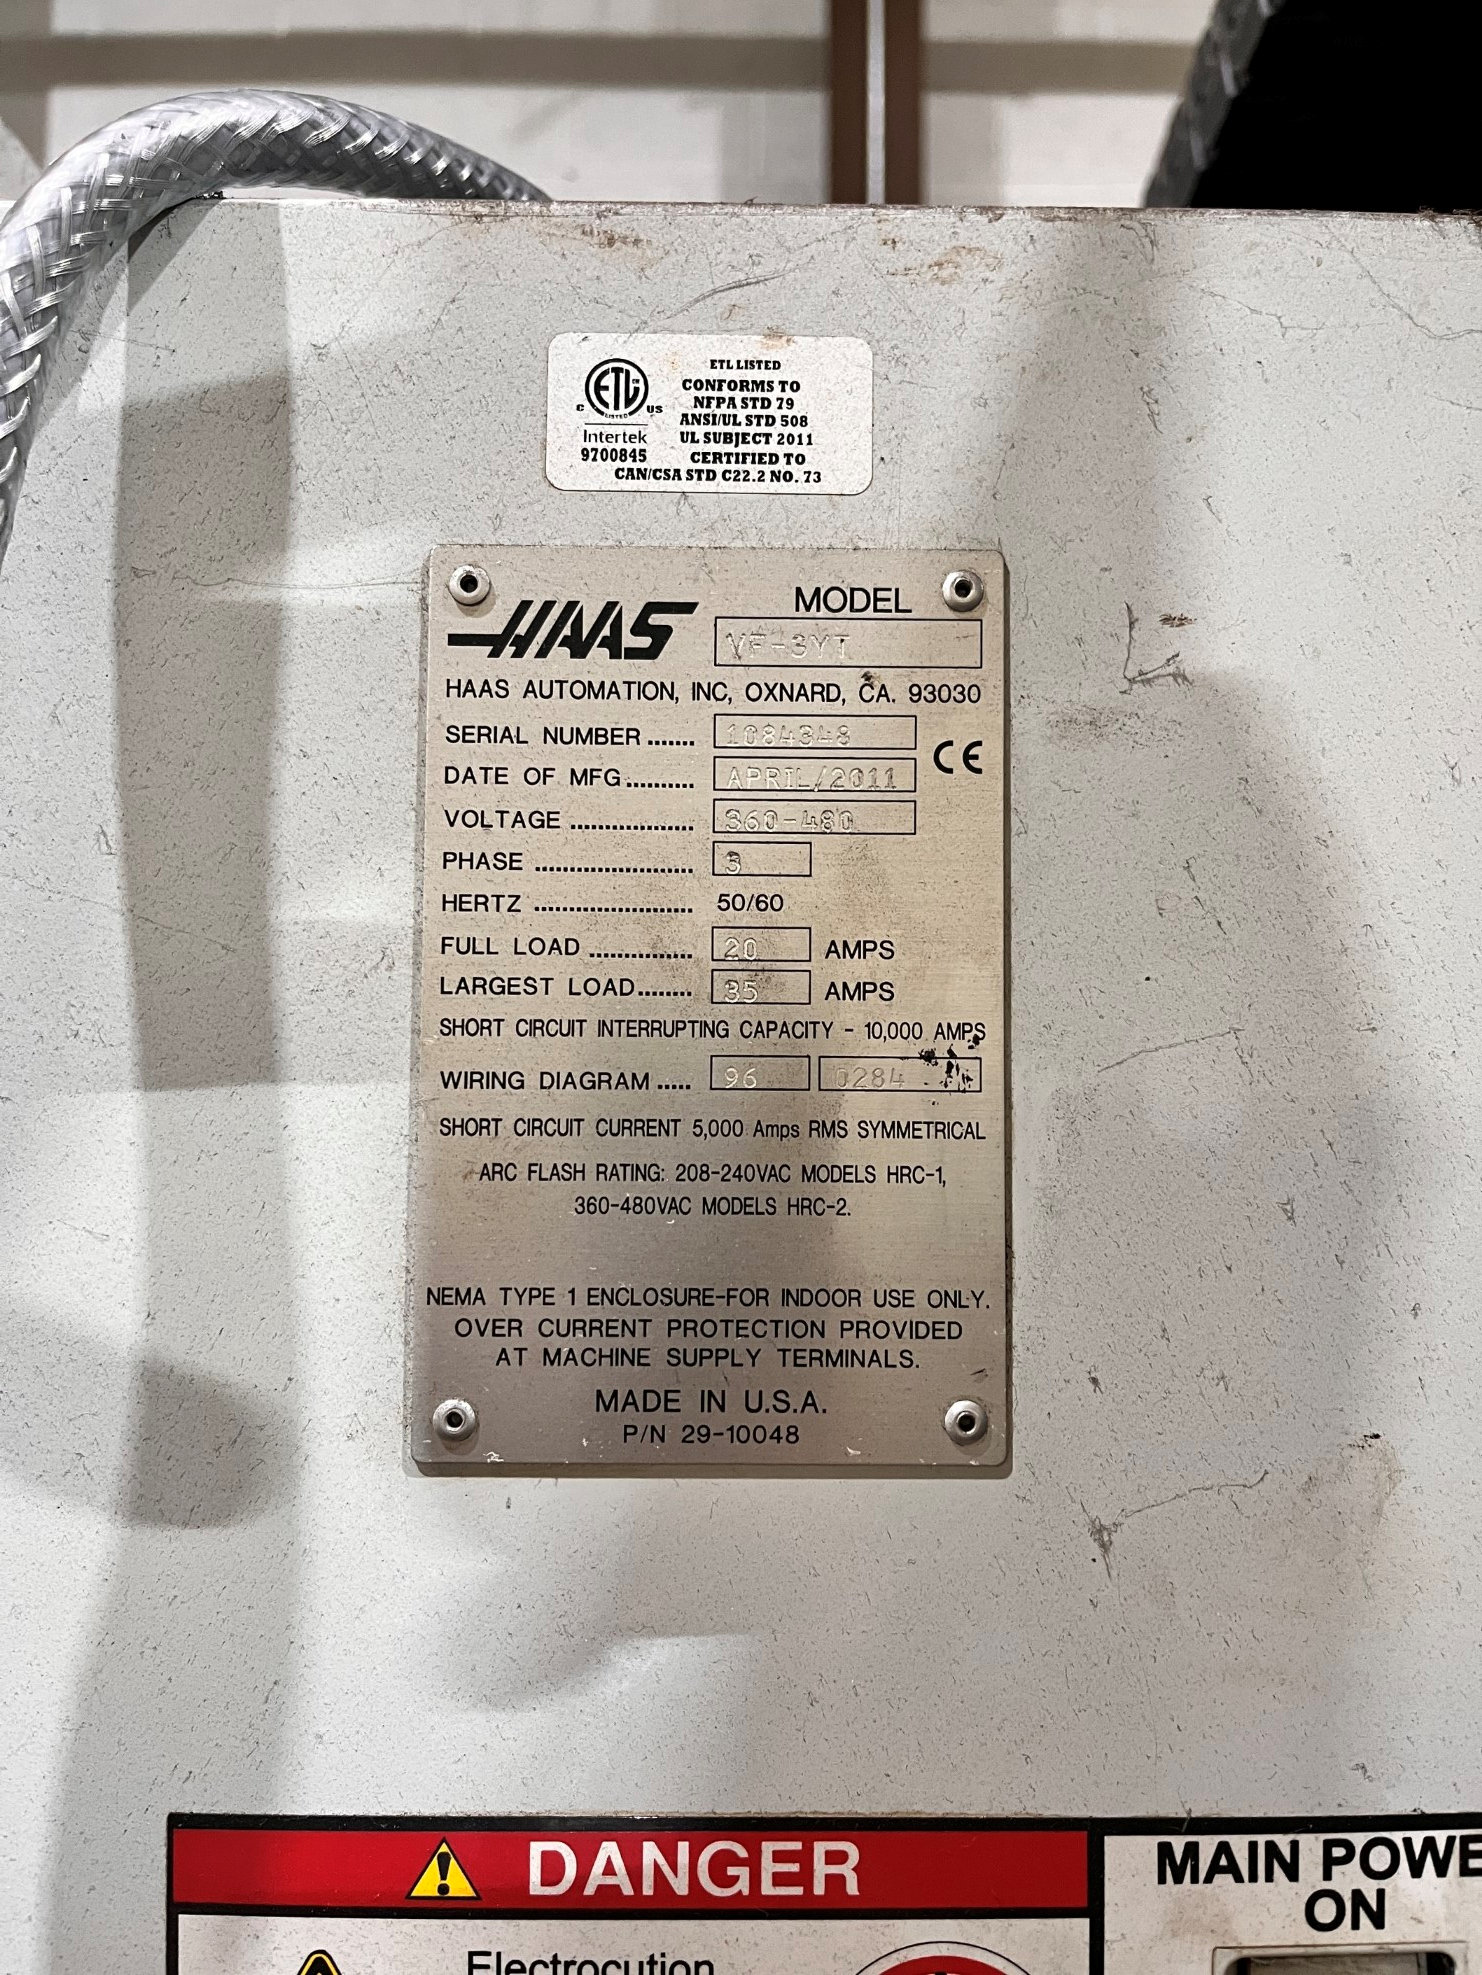 ETL LISTED
CONFORMS TO
NFPA STD 79
ANSI/UL STD 508
UL SUBJECT 2011
CERTIFIED TO
CAN/CSA STD C22.2 NO. 73
ETL CM
LISTED
C US
Intertek
9700845
HAAS
MODEL
VF-3YT
HAAS AUTOMATION, INC, OXNARD, CA. 93030
SERIAL NUMBER ....... 1084348
CE
DATE OF MFG.......... APRIL/2011
VOLTAGE .................. 360-480
PHASE ....................... 3
HERTZ ....................... 50/60
FULL LOAD ............... 20 AMPS
LARGEST LOAD........ 35 AMPS
SHORT CIRCUIT INTERRUPTING CAPACITY - 10,000 AMPS
WIRING DIAGRAM ..... 96 0284
SHORT CIRCUIT CURRENT 5,000 Amps RMS SYMMETRICAL
ARC FLASH RATING: 208-240VAC MODELS HRC-1,
360-480VAC MODELS HRC-2.
NEMA TYPE 1 ENCLOSURE-FOR INDOOR USE ONLY.
OVER CURRENT PROTECTION PROVIDED
AT MACHINE SUPPLY TERMINALS.
MADE IN U.S.A.
P/N 29-10048
DANGER
Electrocution
MAIN POWE
ON